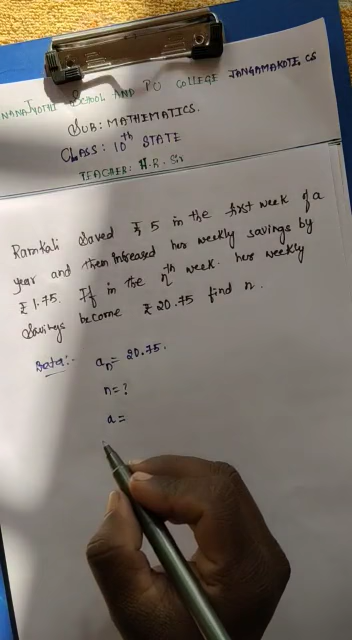 NANAJYOTHI SCHOOL AND PU COLLEGE JANGAMAKOTE, CS
SUB: MATHEMATICS.
CLASS: 10th STATE
TEACHER: H.R. Sir
Ramkali Saved ₹ 5 in the first week of a
year and then increased her weekly savings by
₹ 1.75. If in the nth week. her weekly
Savings become ₹ 20.75 find n.
Data:- an = 20.75.
n = ?
a =